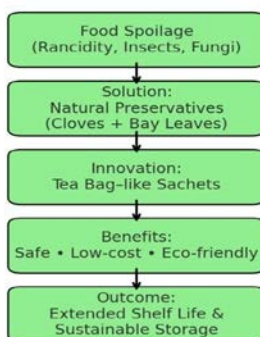 Food Spoilage
(Rancidity, Insects, Fungi)
Solution:
Natural Preservatives
(Cloves + Bay Leaves)
Innovation:
Tea Bag–like Sachets
Benefits:
Safe • Low-cost • Eco-friendly
Outcome:
Extended Shelf Life &
Sustainable Storage